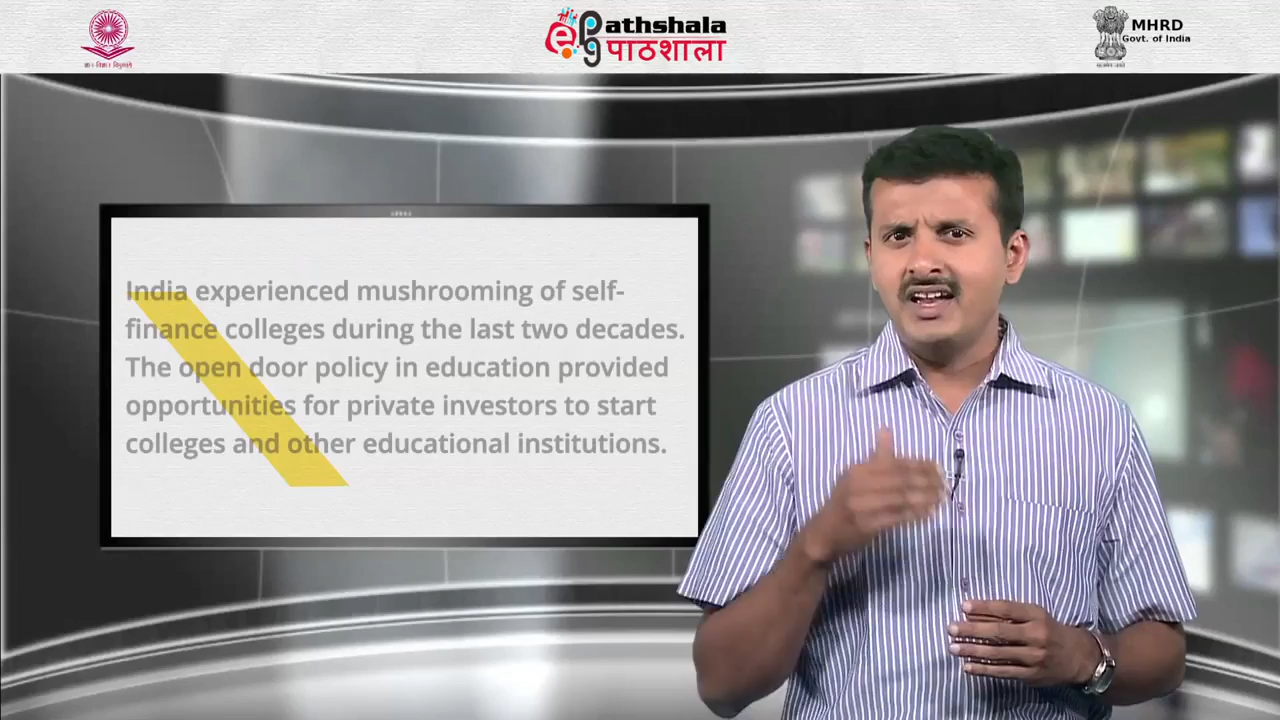 ePGpathshala
पाठशाला
MHRD
Govt. of India
India experienced mushrooming of self-
finance colleges during the last two decades.
The open door policy in education provided
opportunities for private investors to start
colleges and other educational institutions.